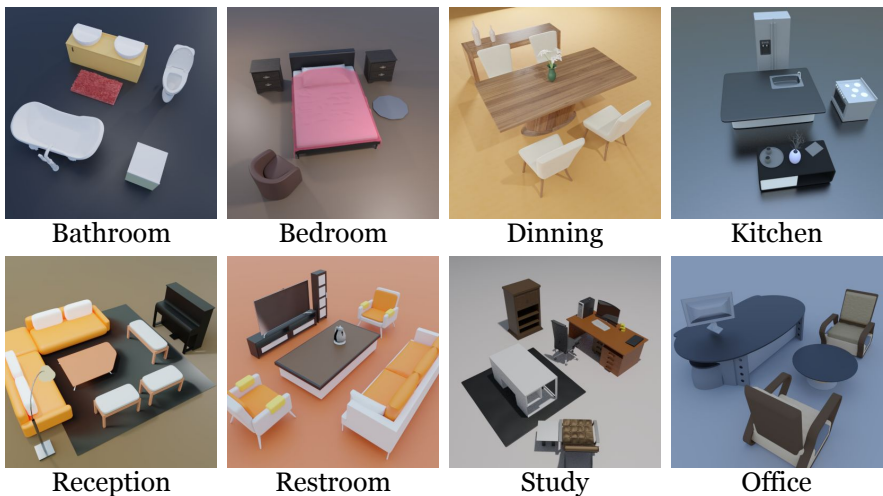 Bathroom
Bedroom
Dinning
Kitchen
Reception
Restroom
Study
Office